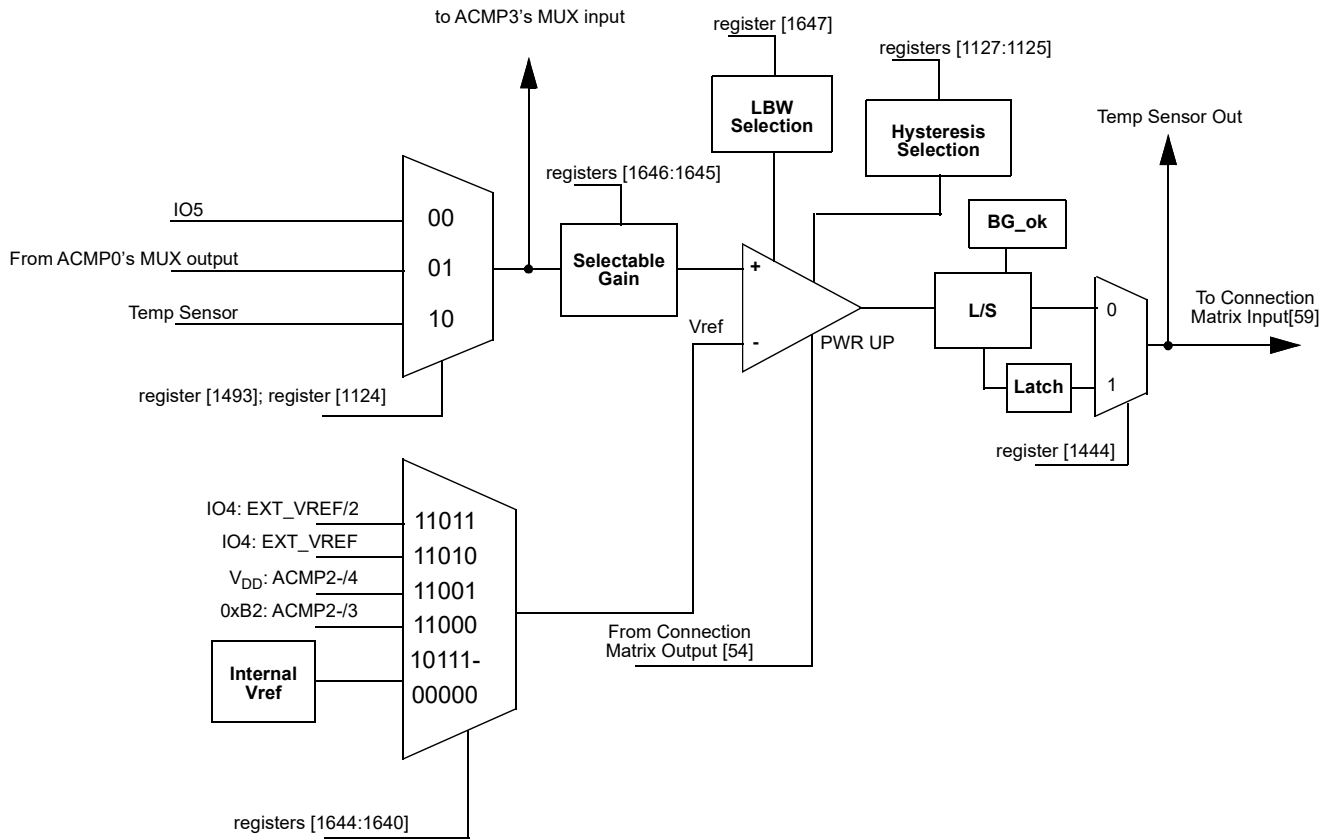 to ACMP3's MUX input
register [1647]
registers [1127:1125]
LBW
Selection
Hysteresis
Selection
Temp Sensor Out
registers [1646:1645]
IO5
00
BG_ok
From ACMP0's MUX output
01
Selectable
Gain
+
Temp Sensor
10
L/S
0
To Connection
Matrix Input[59]
Vref
-
PWR UP
Latch
1
register [1493]; register [1124]
register [1444]
IO4: EXT_VREF/2
11011
IO4: EXT_VREF
11010
VDD: ACMP2-/4
11001
0xB2: ACMP2-/3
11000
From Connection
Matrix Output [54]
Internal
Vref
10111-
00000
registers [1644:1640]